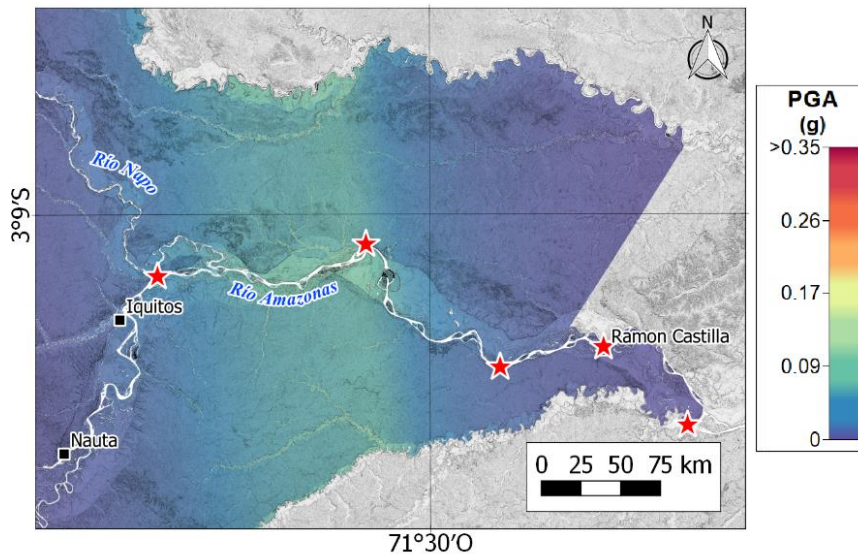 N
PGA
(g)
>0.35
0.26
0.17
0.09
0
Río Napo
3°9'S
Río Amazonas
Iquitos
Ramon Castilla
Nauta
0 25 50 75 km
71°30'O